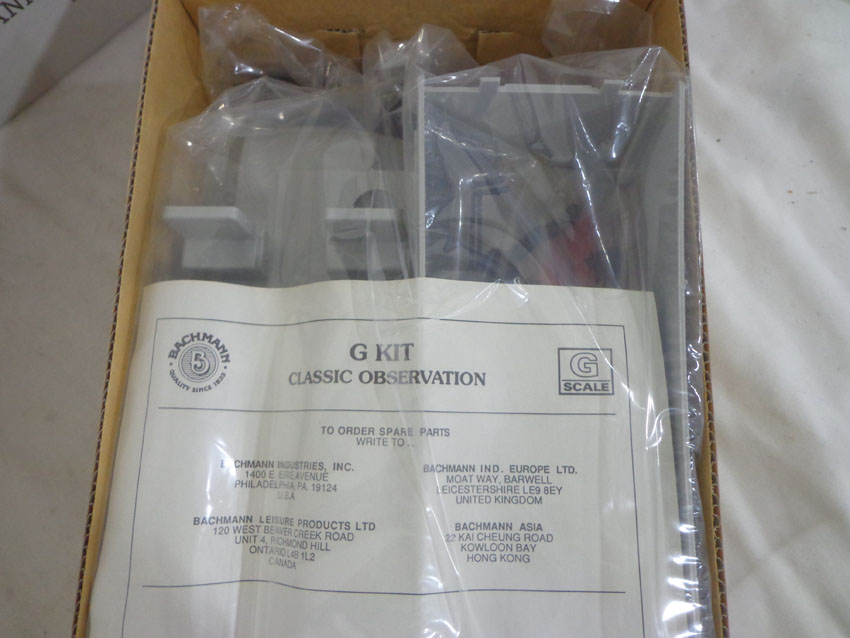 BACHMANN
QUALITY SINCE 1833
G KIT
CLASSIC OBSERVATION
G
SCALE
TO ORDER SPARE PARTS
WRITE TO...
BACHMANN INDUSTRIES, INC.
1400 E. ERIE AVENUE
PHILADELPHIA PA. 19124
U.S.A
BACHMANN IND. EUROPE LTD.
MOAT WAY, BARWELL
LEICESTERSHIRE LE9 8EY
UNITED KINGDOM
BACHMANN LEISURE PRODUCTS LTD
120 WEST BEAVER CREEK ROAD
UNIT 4, RICHMOND HILL
ONTARIO L4B 1L2
CANADA
BACHMANN ASIA
22 KAI CHEUNG ROAD
KOWLOON BAY
HONG KONG